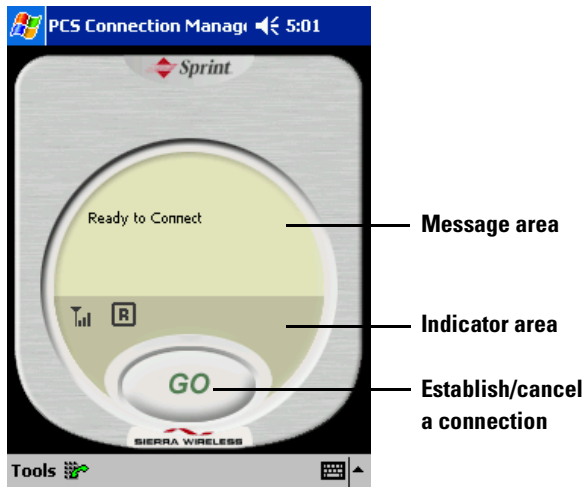 PCS Connection Manage 5:01
Sprint
Ready to Connect
Message area
R
Indicator area
GO
Establish/cancel
a connection
SIERRA WIRELESS
Tools